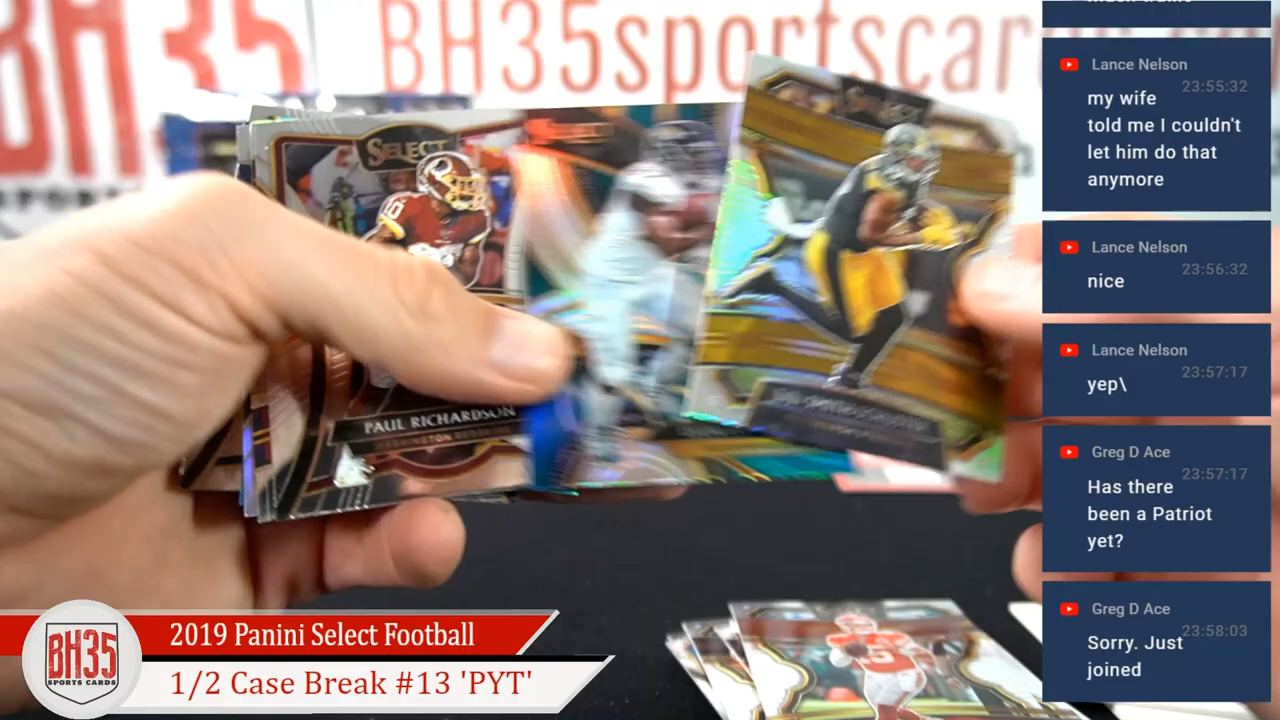 BH35
BH35sportscar
SELECT
PAUL RICHARDSON
SELECT
Lance Nelson
23:55:32
my wife
told me I couldn't
let him do that
anymore
Lance Nelson
23:56:32
nice
Lance Nelson
23:57:17
yep\
Greg D Ace
23:57:17
Has there
been a Patriot
yet?
Greg D Ace
23:58:03
Sorry. Just
joined
BH35
SPORTS CARDS
2019 Panini Select Football
1/2 Case Break #13 'PYT'